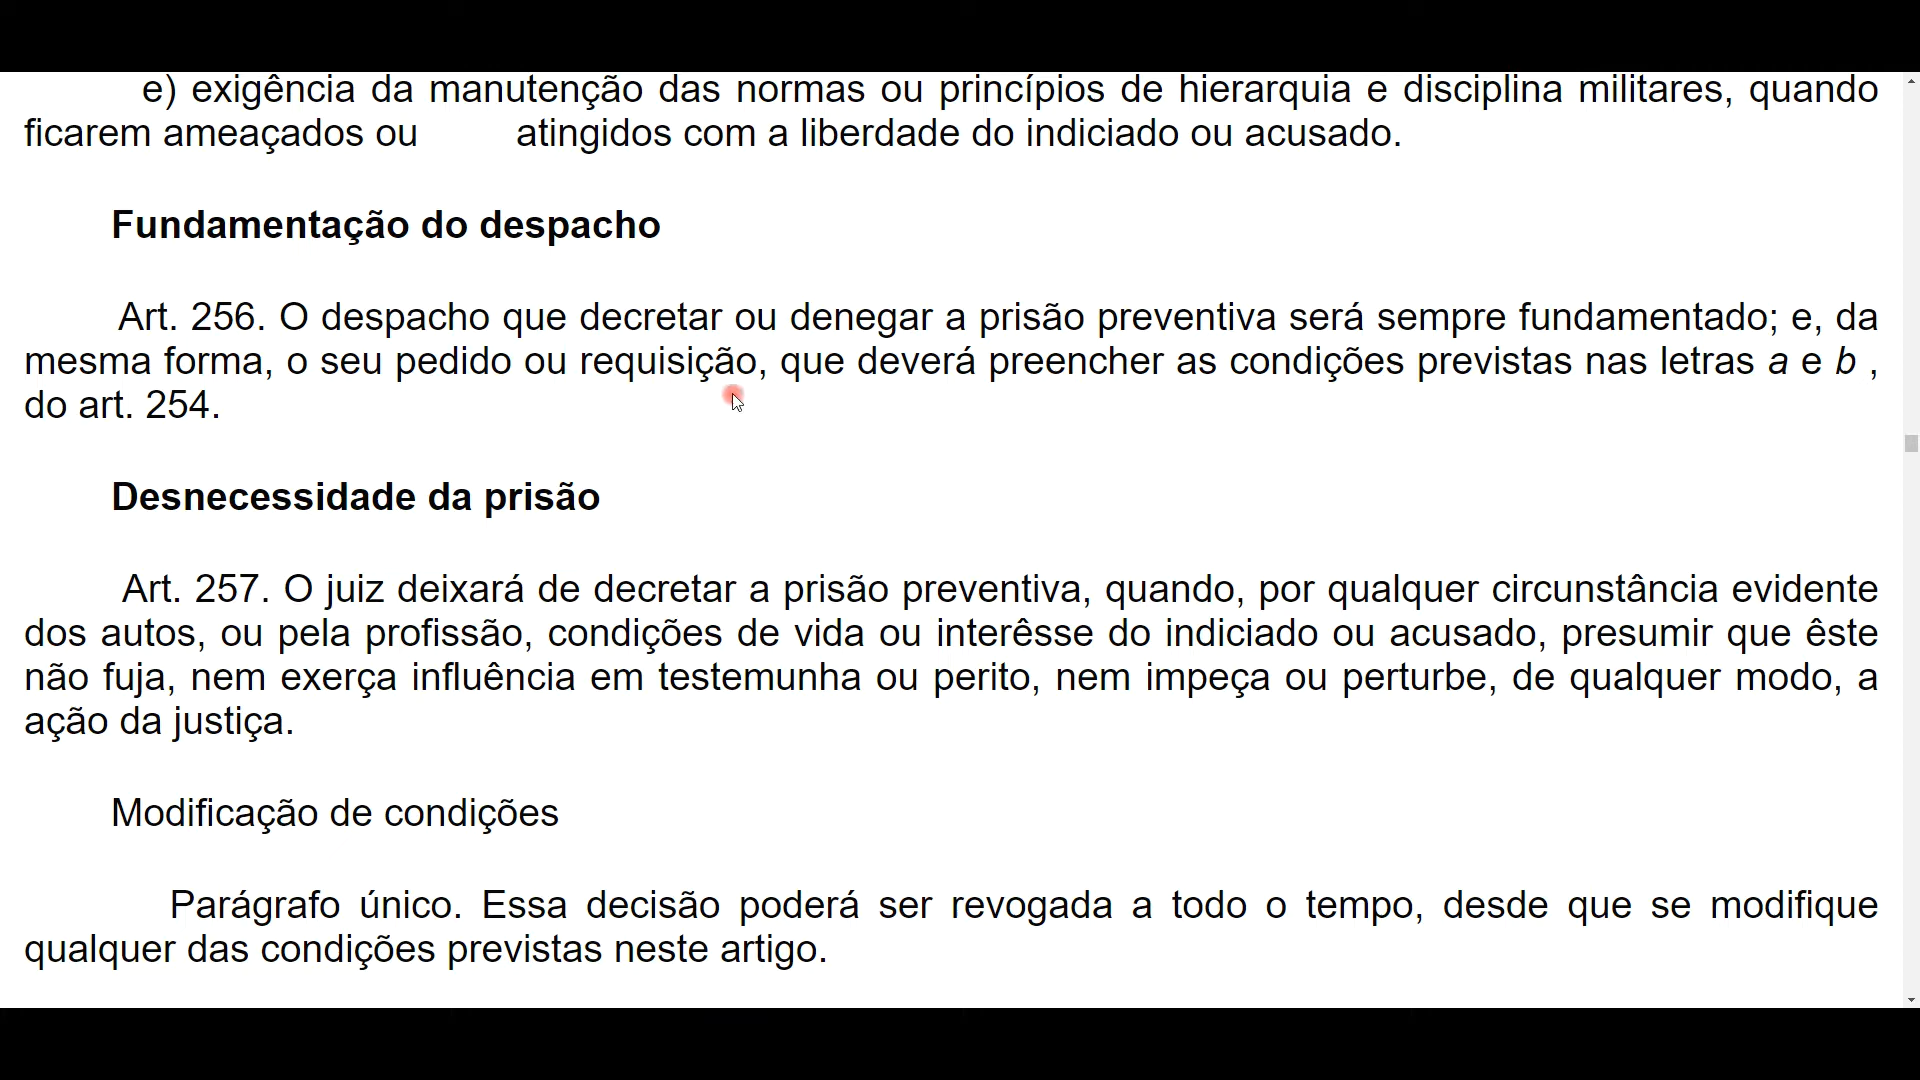 e) exigência da manutenção das normas ou princípios de hierarquia e disciplina militares, quando
ficarem ameaçados ou atingidos com a liberdade do indiciado ou acusado.
Fundamentação do despacho
Art. 256. O despacho que decretar ou denegar a prisão preventiva será sempre fundamentado; e, da
mesma forma, o seu pedido ou requisição, que deverá preencher as condições previstas nas letras a e b ,
do art. 254.
Desnecessidade da prisão
Art. 257. O juiz deixará de decretar a prisão preventiva, quando, por qualquer circunstância evidente
dos autos, ou pela profissão, condições de vida ou interêsse do indiciado ou acusado, presumir que êste
não fuja, nem exerça influência em testemunha ou perito, nem impeça ou perturbe, de qualquer modo, a
ação da justiça.
Modificação de condições
Parágrafo único. Essa decisão poderá ser revogada a todo o tempo, desde que se modifique
qualquer das condições previstas neste artigo.